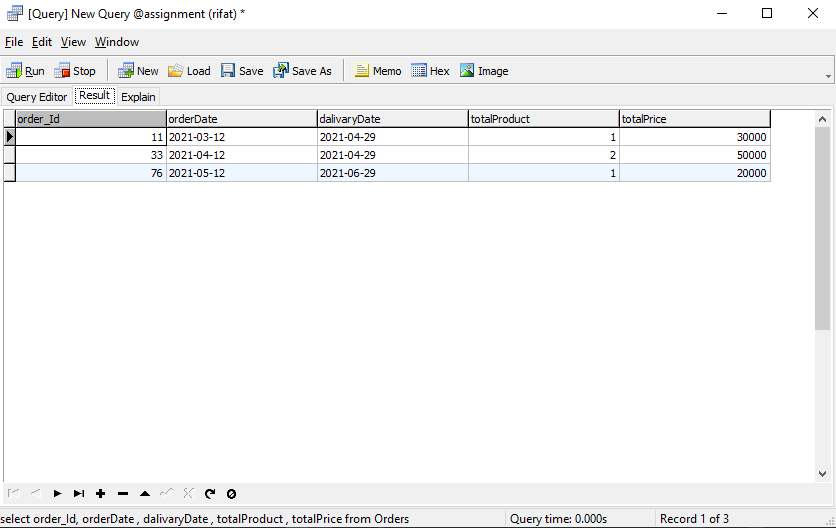 [Query] New Query @assignment (rifat) *
File Edit View Window
Run Stop New Load Save Save As Memo Hex Image
Query Editor Result Explain
order_Id orderDate dalivaryDate totalProduct totalPrice
11 2021-03-12 2021-04-29 1 30000
33 2021-04-12 2021-04-29 2 50000
76 2021-05-12 2021-06-29 1 20000
select order_Id, orderDate , dalivaryDate , totalProduct , totalPrice from Orders Query time: 0.000s Record 1 of 3